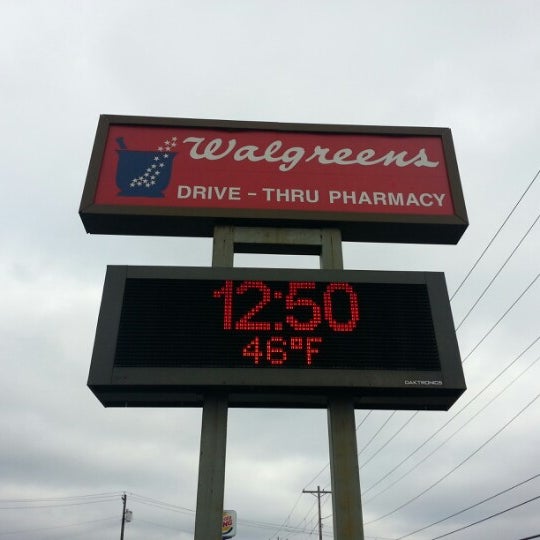 Walgreens
DRIVE - THRU PHARMACY
12:50
46°F
DAKTRONICS